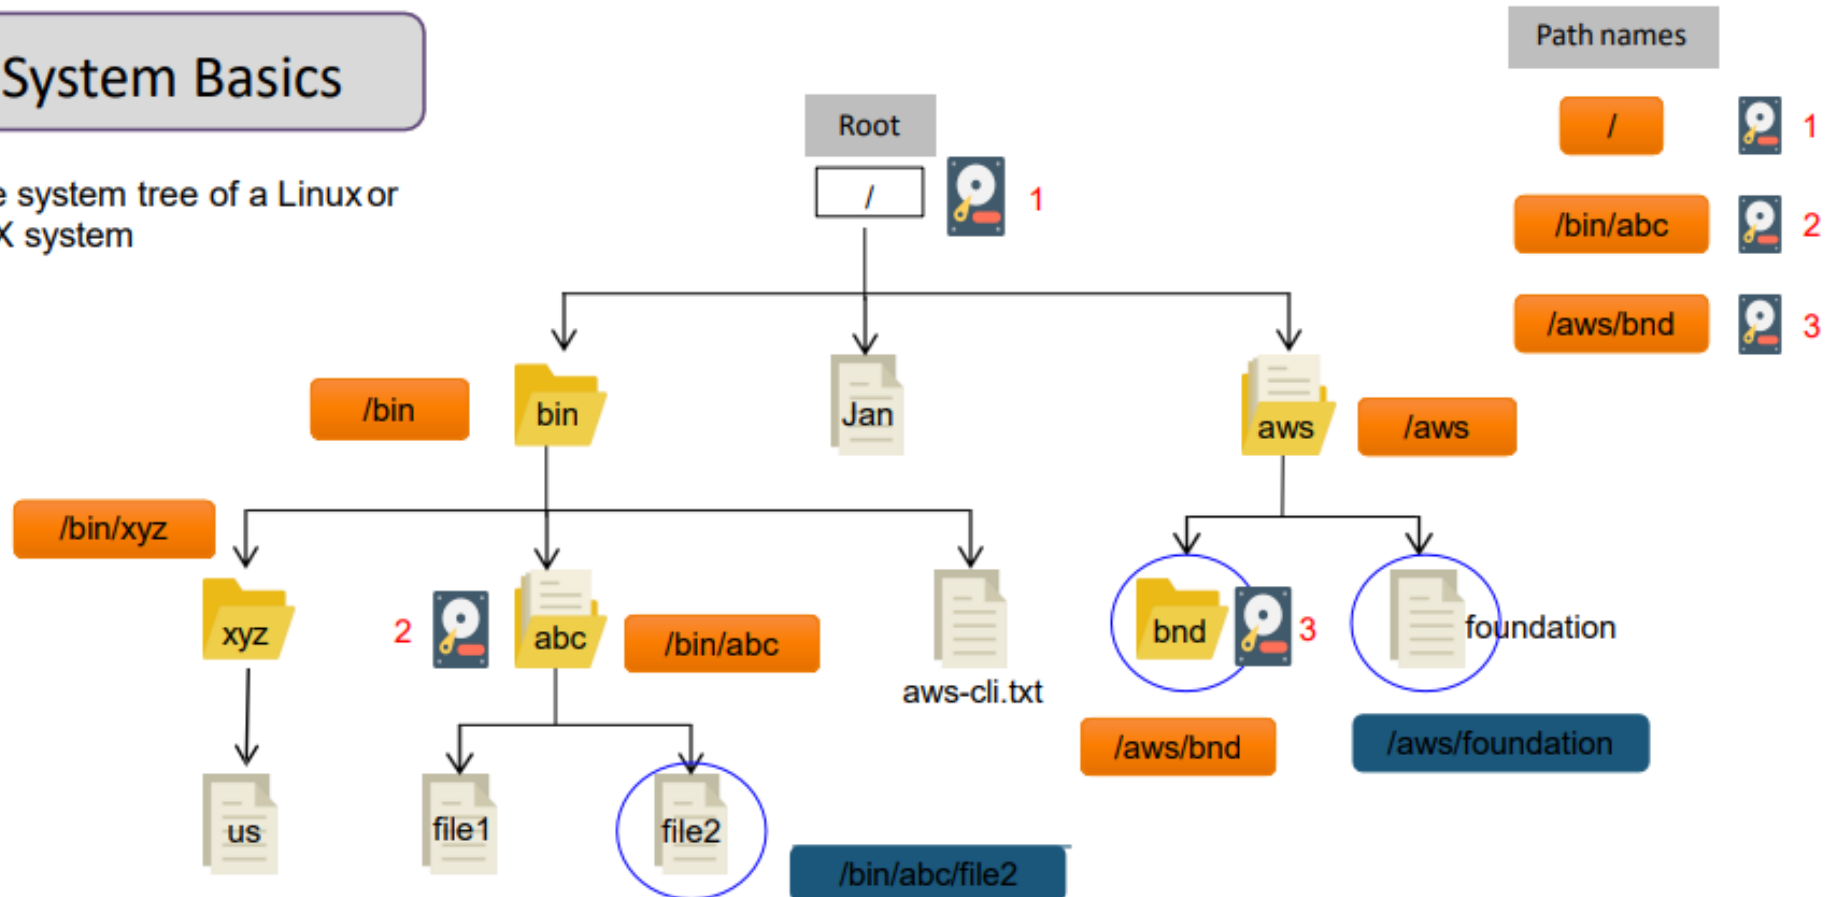 System Basics
e system tree of a Linux or
X system
Path names
/
1
/bin/abc
2
/aws/bnd
3
Root
/
1
/bin
bin
Jan
aws
/aws
/bin/xyz
xyz
2
abc
/bin/abc
aws-cli.txt
bnd
3
foundation
/aws/bnd
/aws/foundation
us
file1
file2
/bin/abc/file2